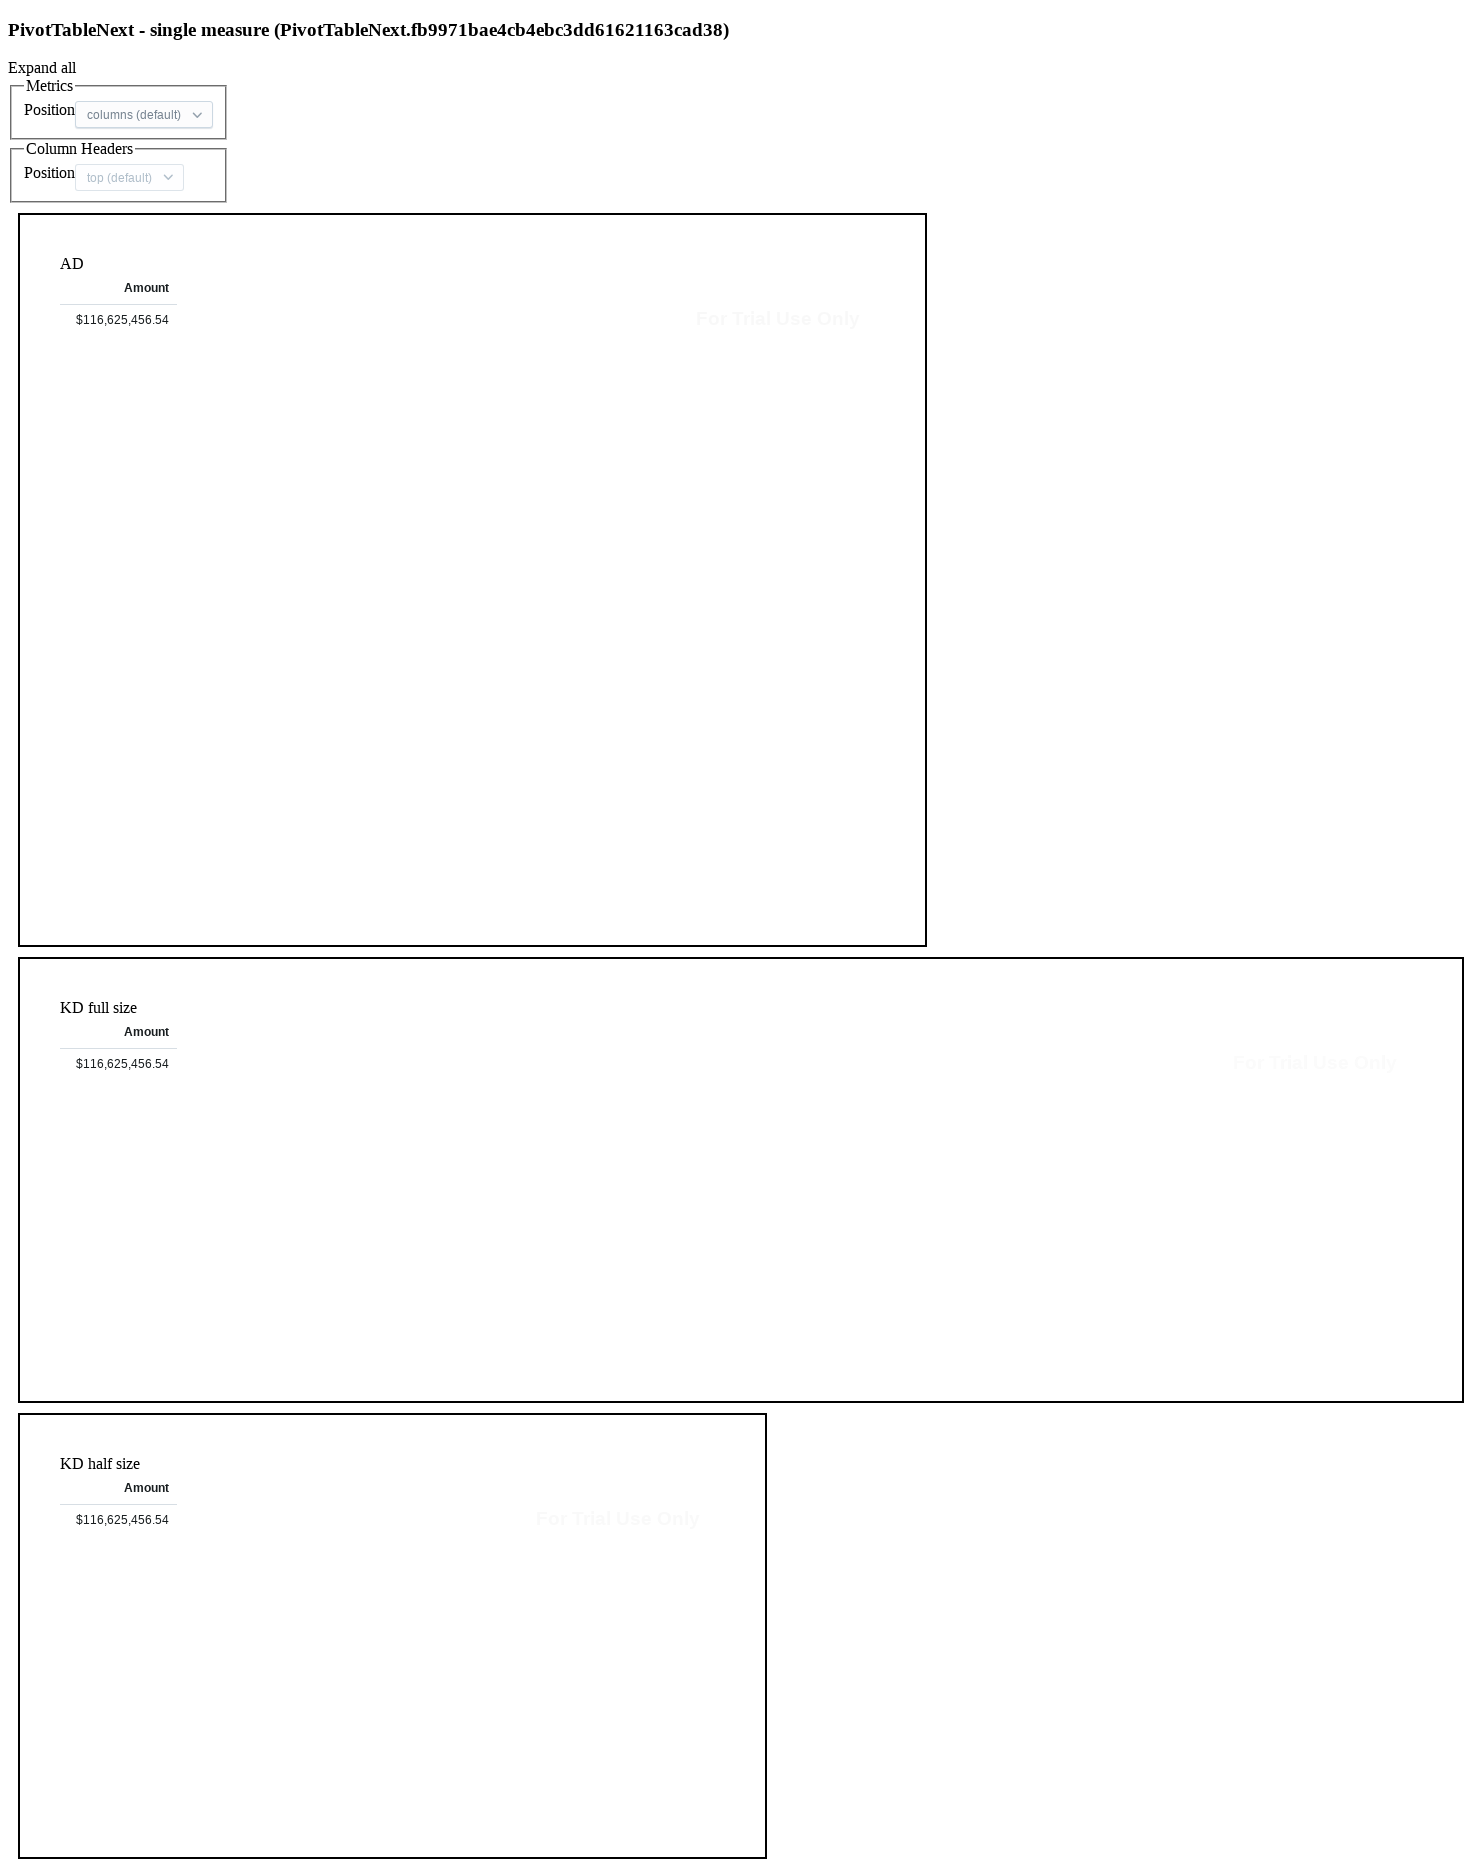 PivotTableNext - single measure (PivotTableNext.fb9971bae4cb4ebc3dd61621163cad38)
Expand all
Metrics
Position columns (default)
Column Headers
Position top (default)
AD
Amount
$116,625,456.54
For Trial Use Only
KD full size
Amount
$116,625,456.54
For Trial Use Only
KD half size
Amount
$116,625,456.54
For Trial Use Only